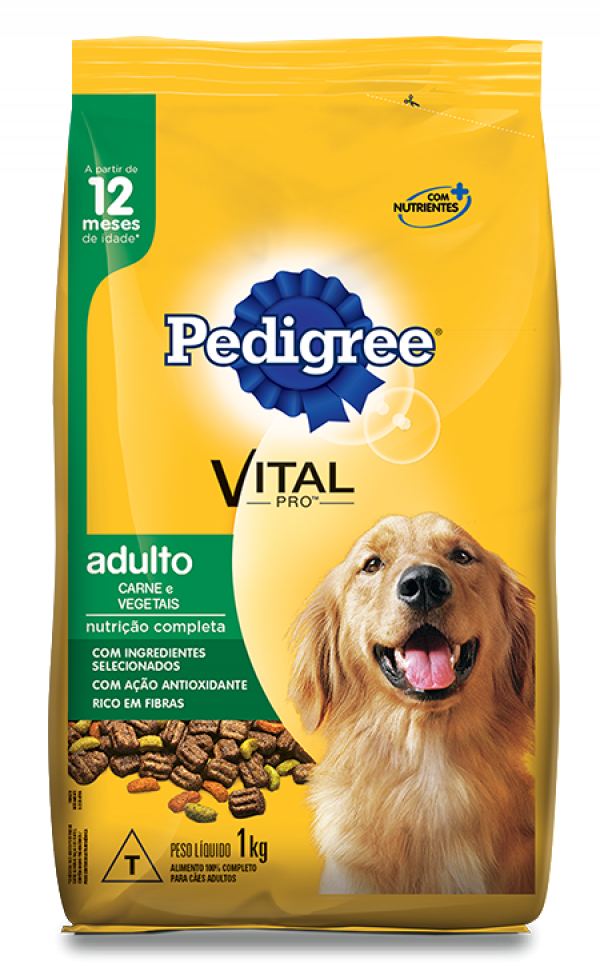 A partir de
12
meses
de idade*
COM
NUTRIENTES
Pedigree®
VITAL
PRO™
adulto
CARNE e
VEGETAIS
nutrição completa
COM INGREDIENTES
SELECIONADOS
COM AÇÃO ANTIOXIDANTE
RICO EM FIBRAS
T
PESO LÍQUIDO 1kg
ALIMENTO 100% COMPLETO
PARA CÃES ADULTOS